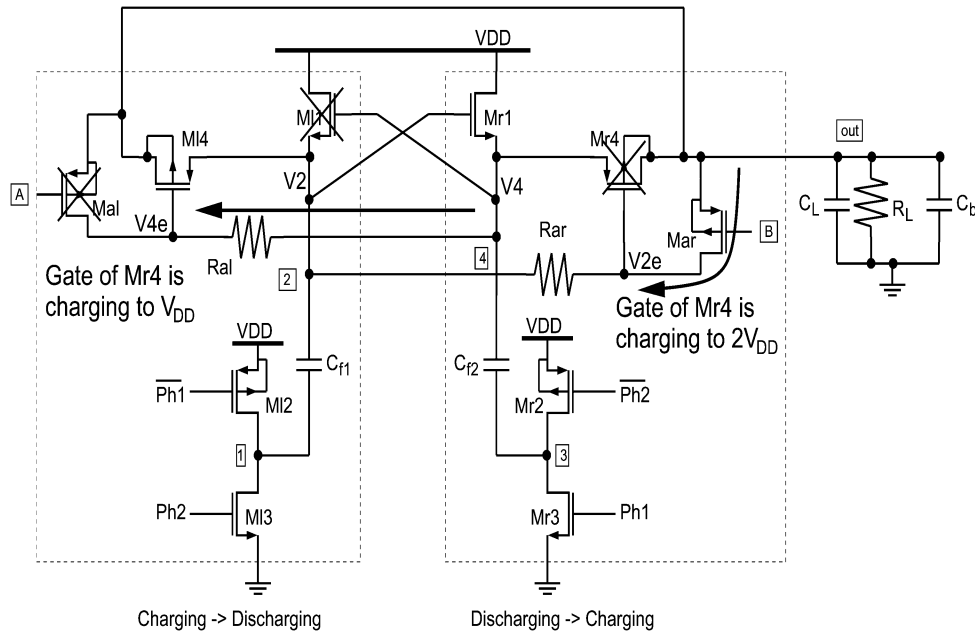 VDD
Ml4
Ml1
Mr1
Mr4
out
A
Mal
V2
V4
V4e
Ral
4
2
Rar
V2e
Mar
B
CL
RL
Cb
Gate of Mr4 is
charging to VDD
Gate of Mr4 is
charging to 2VDD
VDD
VDD
Cf1
Cf2
Ph1
Ml2
Mr2
Ph2
1
3
Ph2
Ml3
Mr3
Ph1
Charging -> Discharging
Discharging -> Charging